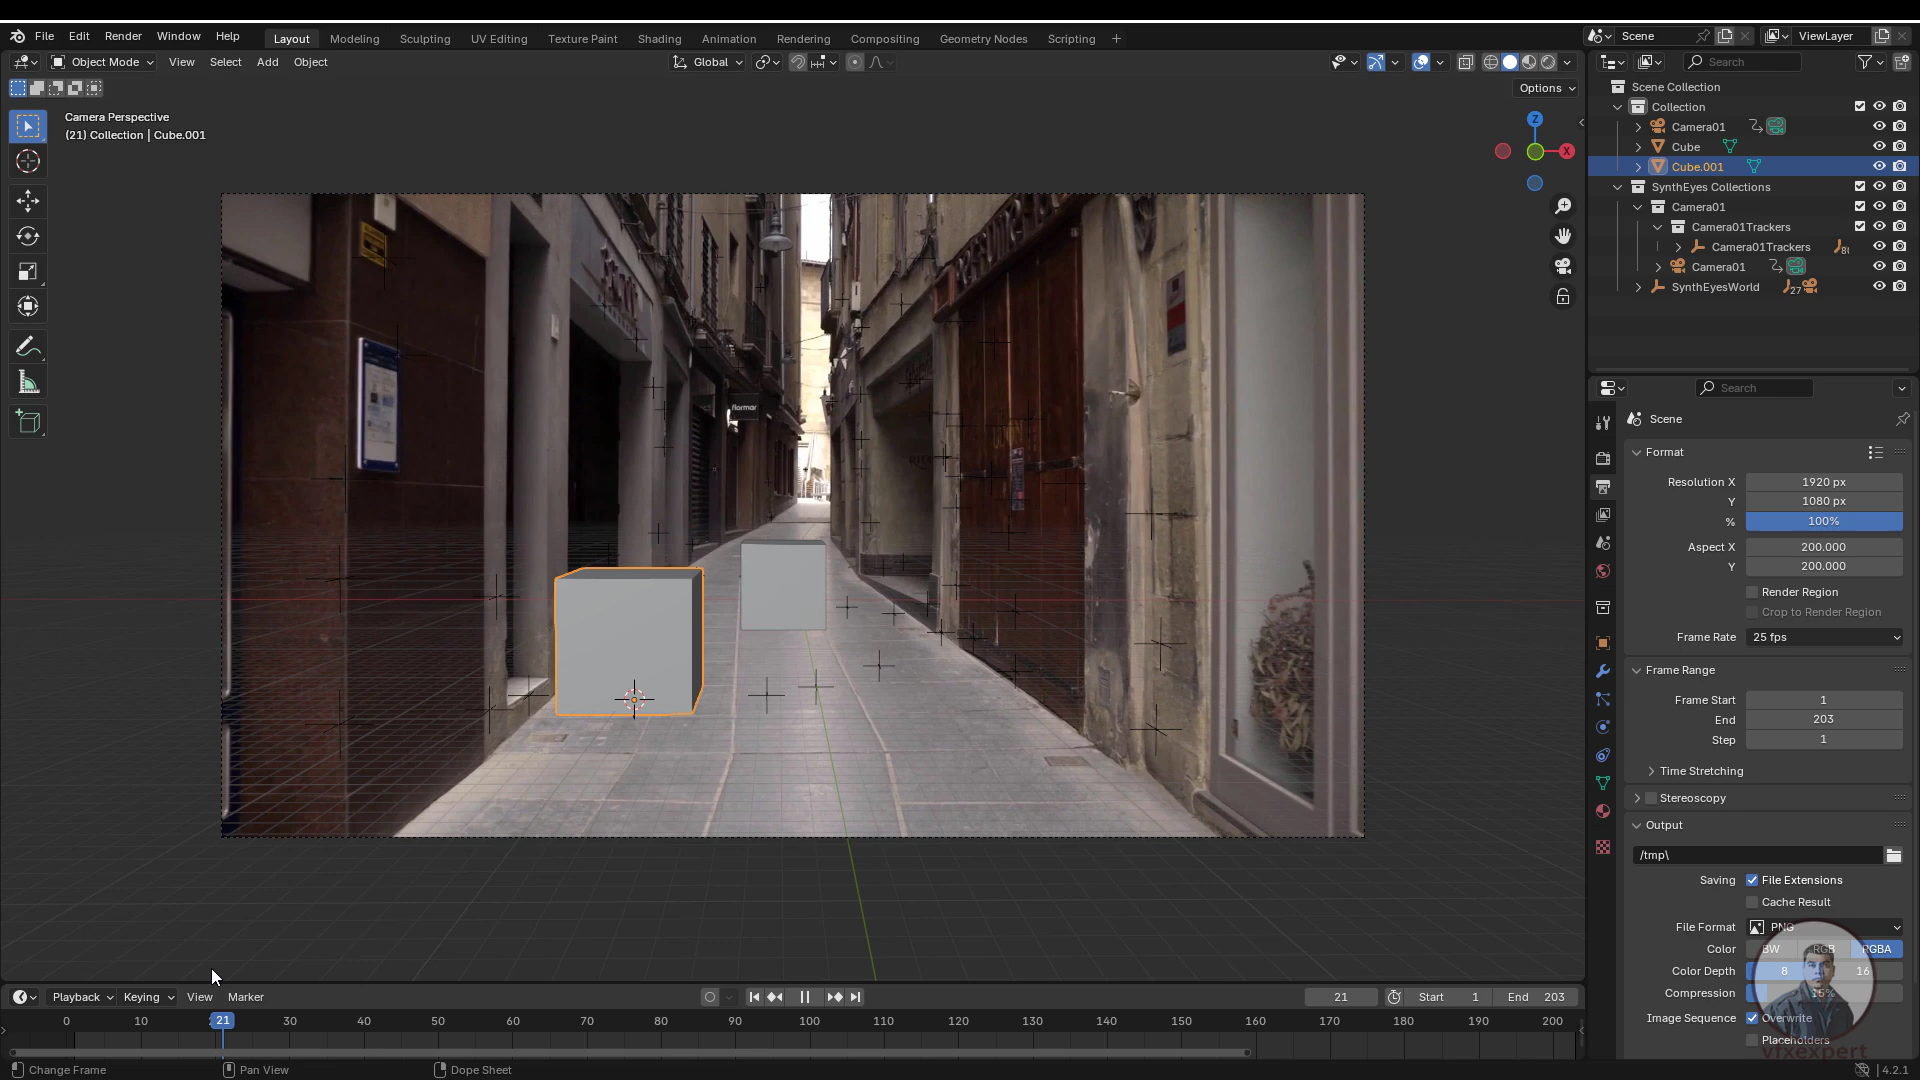 File Edit Render Window Help Layout Modeling Sculpting UV Editing Texture Paint Shading Animation Rendering Compositing Geometry Nodes Scripting + Scene ViewLayer
Object Mode View Select Add Object Global Search
Options
Camera Perspective
(21) Collection | Cube.001
Z
X
flormar
Scene Collection
Collection
Camera01
Cube
Cube.001
SynthEyes Collections
Camera01
Camera01Trackers
Camera01Trackers
Camera01
SynthEyesWorld 27
Search
Scene
Format
Resolution X 1920 px
Y 1080 px
% 100%
Aspect X 200.000
Y 200.000
Render Region
Crop to Render Region
Frame Rate 25 fps
Frame Range
Frame Start 1
End 203
Step 1
Time Stretching
Stereoscopy
Output
/tmp\
Saving File Extensions
Cache Result
File Format PNG
Color BW RGB RGBA
Color Depth 8 16
Compression 15%
Image Sequence Overwrite
Placeholders
vfxexpert
Playback Keying View Marker 21 Start 1 End 203
0 10 21 30 40 50 60 70 80 90 100 110 120 130 140 150 160 170 180 190 200
Change Frame Pan View Dope Sheet 4.2.1